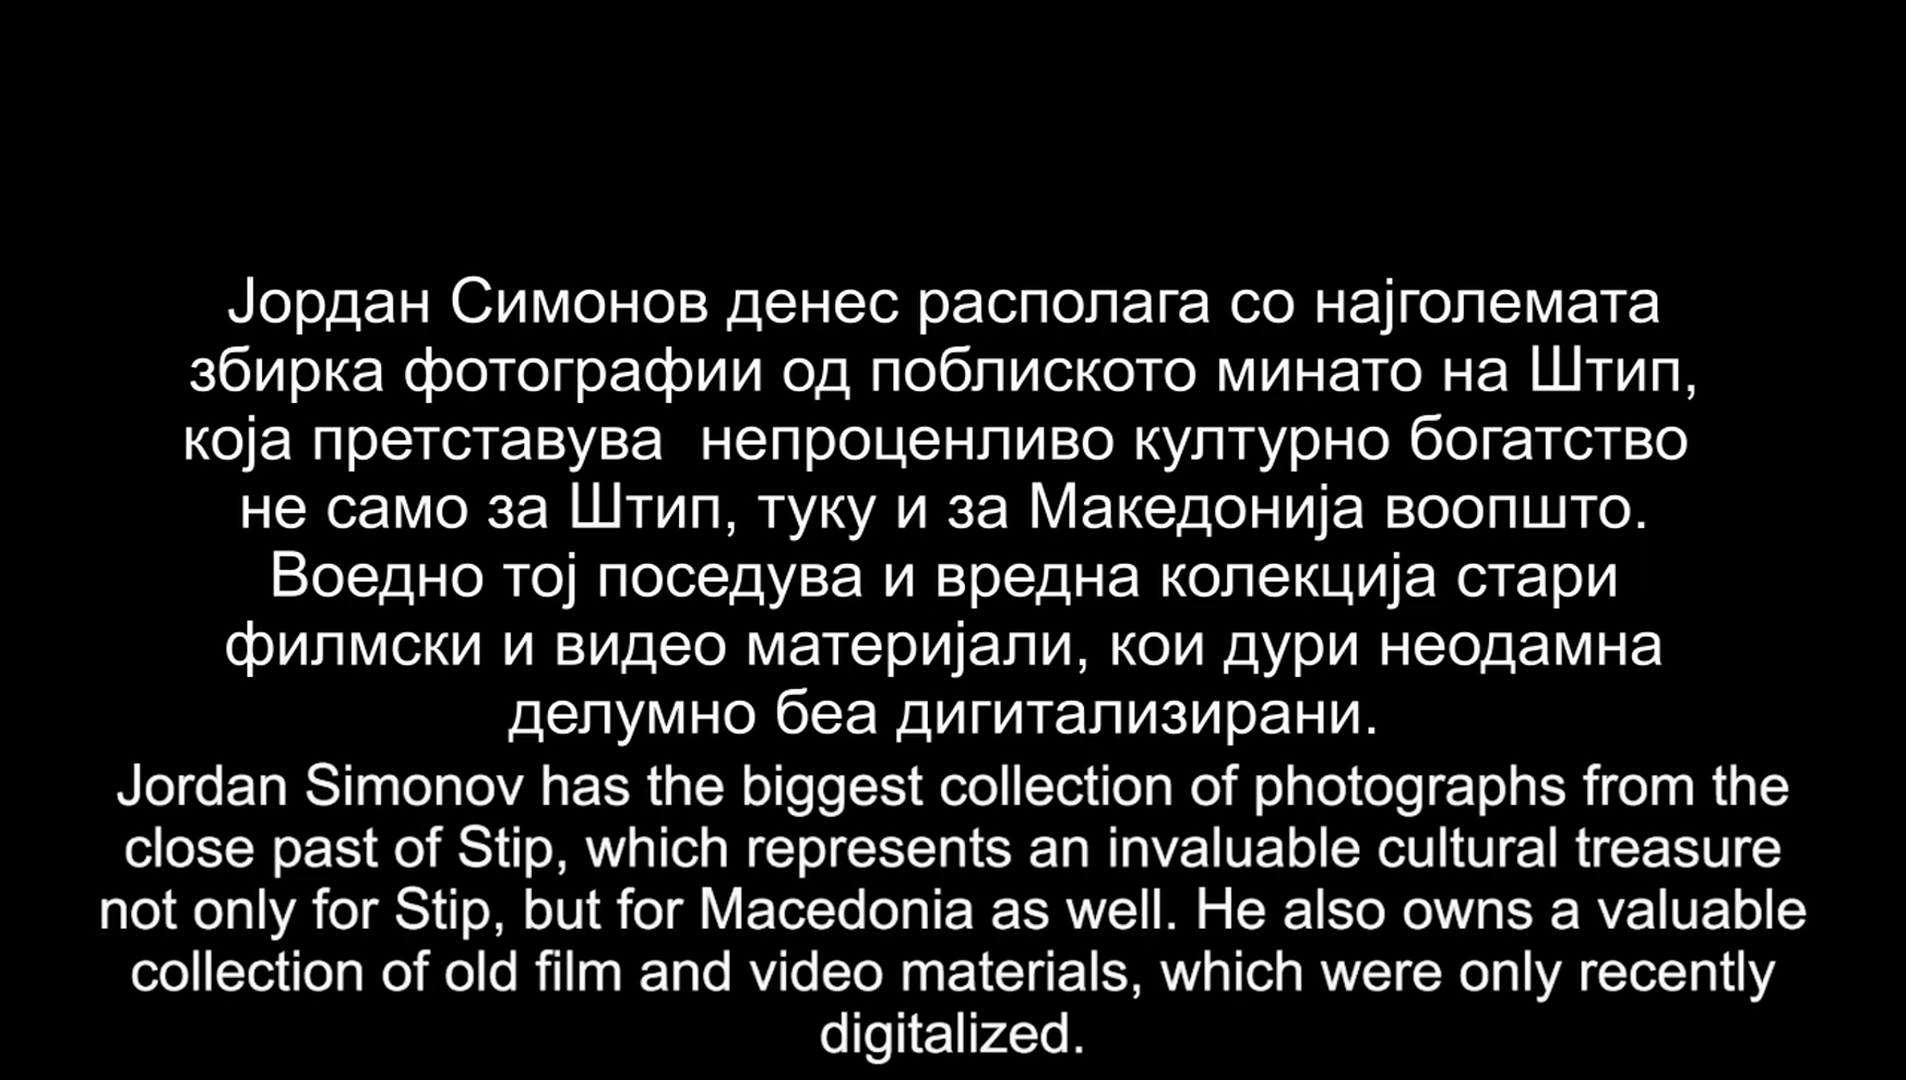 Јордан Симонов денес располага со најголемата
збирка фотографии од поблиското минато на Штип,
која претставува  непроценливо културно богатство
не само за Штип, туку и за Македонија воопшто.
Воедно тој поседува и вредна колекција стари
филмски и видео материјали, кои дури неодамна
делумно беа дигитализирани.
Jordan Simonov has the biggest collection of photographs from the
close past of Stip, which represents an invaluable cultural treasure
not only for Stip, but for Macedonia as well. He also owns a valuable
collection of old film and video materials, which were only recently
digitalized.